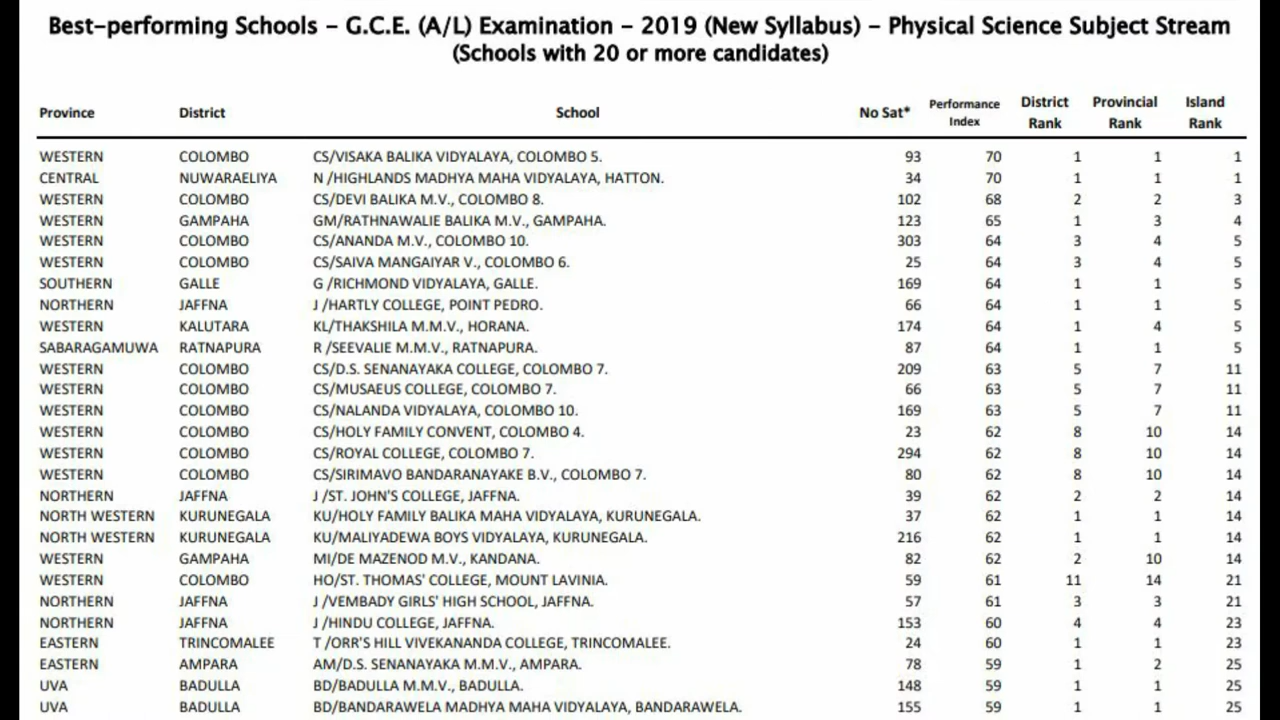 Best-performing Schools – G.C.E. (A/L) Examination – 2019 (New Syllabus) – Physical Science Subject Stream
(Schools with 20 or more candidates)
Province District School No Sat* Performance Index District Rank Provincial Rank Island Rank
WESTERN COLOMBO CS/VISAKA BALIKA VIDYALAYA, COLOMBO 5. 93 70 1 1 1
CENTRAL NUWARAELIYA N /HIGHLANDS MADHYA MAHA VIDYALAYA, HATTON. 34 70 1 1 1
WESTERN COLOMBO CS/DEVI BALIKA M.V., COLOMBO 8. 102 68 2 2 3
WESTERN GAMPAHA GM/RATHNAWALIE BALIKA M.V., GAMPAHA. 123 65 1 3 4
WESTERN COLOMBO CS/ANANDA M.V., COLOMBO 10. 303 64 3 4 5
WESTERN COLOMBO CS/SAIVA MANGAIYAR V., COLOMBO 6. 25 64 3 4 5
SOUTHERN GALLE G /RICHMOND VIDYALAYA, GALLE. 169 64 1 1 5
NORTHERN JAFFNA J /HARTLY COLLEGE, POINT PEDRO. 66 64 1 1 5
WESTERN KALUTARA KL/THAKSHILA M.M.V., HORANA. 174 64 1 4 5
SABARAGAMUWA RATNAPURA R /SEEVALIE M.M.V., RATNAPURA. 87 64 1 1 5
WESTERN COLOMBO CS/D.S. SENANAYAKA COLLEGE, COLOMBO 7. 209 63 5 7 11
WESTERN COLOMBO CS/MUSAEUS COLLEGE, COLOMBO 7. 66 63 5 7 11
WESTERN COLOMBO CS/NALANDA VIDYALAYA, COLOMBO 10. 169 63 5 7 11
WESTERN COLOMBO CS/HOLY FAMILY CONVENT, COLOMBO 4. 23 62 8 10 14
WESTERN COLOMBO CS/ROYAL COLLEGE, COLOMBO 7. 294 62 8 10 14
WESTERN COLOMBO CS/SIRIMAVO BANDARANAYAKE B.V., COLOMBO 7. 80 62 8 10 14
NORTHERN JAFFNA J /ST. JOHN'S COLLEGE, JAFFNA. 39 62 2 2 14
NORTH WESTERN KURUNEGALA KU/HOLY FAMILY BALIKA MAHA VIDYALAYA, KURUNEGALA. 37 62 1 1 14
NORTH WESTERN KURUNEGALA KU/MALIYADEWA BOYS VIDYALAYA, KURUNEGALA. 216 62 1 1 14
WESTERN GAMPAHA MI/DE MAZENOD M.V., KANDANA. 82 62 2 10 14
WESTERN COLOMBO HO/ST. THOMAS' COLLEGE, MOUNT LAVINIA. 59 61 11 14 21
NORTHERN JAFFNA J /VEMBADY GIRLS' HIGH SCHOOL, JAFFNA. 57 61 3 3 21
NORTHERN JAFFNA J /HINDU COLLEGE, JAFFNA. 153 60 4 4 23
EASTERN TRINCOMALEE T /ORR'S HILL VIVEKANANDA COLLEGE, TRINCOMALEE. 24 60 1 1 23
EASTERN AMPARA AM/D.S. SENANAYAKA M.M.V., AMPARA. 78 59 1 2 25
UVA BADULLA BD/BADULLA M.M.V., BADULLA. 148 59 1 1 25
UVA BADULLA BD/BANDARAWELA MADHYA MAHA VIDYALAYA, BANDARAWELA. 155 59 1 1 25